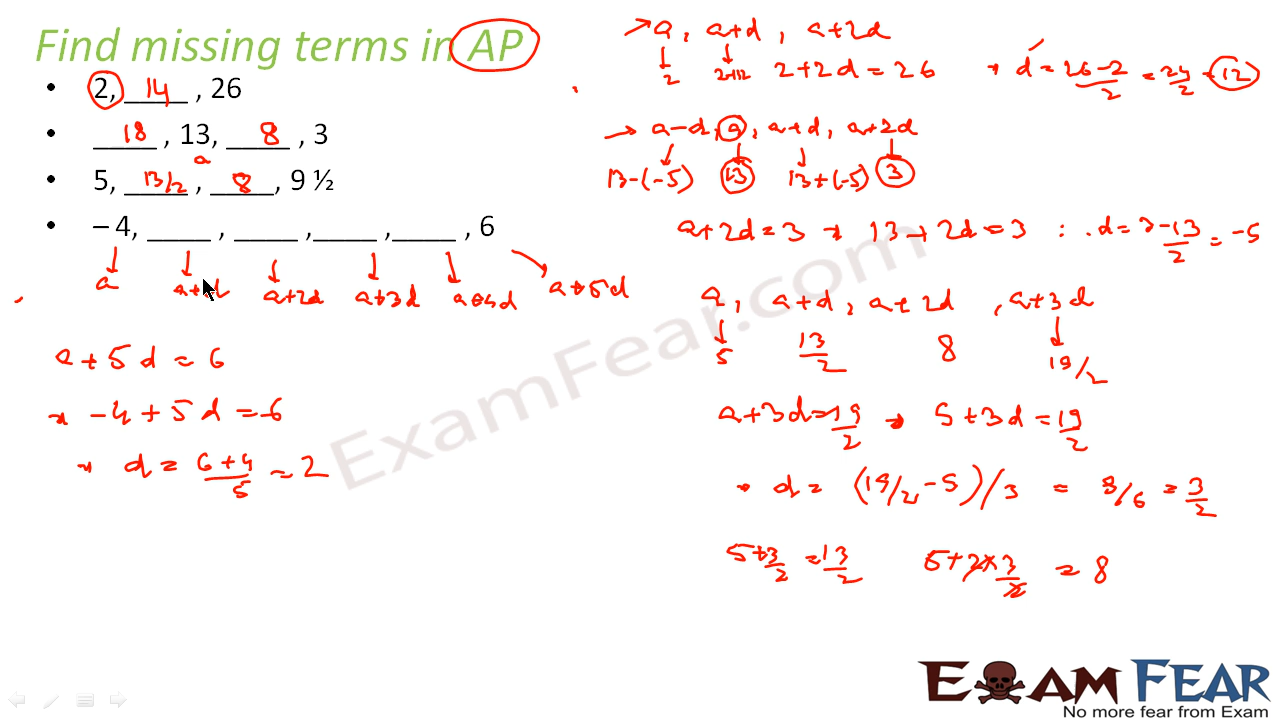 Find missing terms in AP
• 2, 14 , 26
• 18 , 13, 8 , 3
a
• 5, 13/2 , 8 , 9 ½
• – 4, ____ , ____ , ____ , ____ , 6
a a+d a+2d a+3d a+4d a+5d
a+5d = 6
-4+5d = 6
d = 6+4/5 = 2
a, a+d, a+2d
2 2+12 2+2d = 26 d = 26-2/2 = 24/2 = 12
a-d, a, a+d, a+2d
13-(-5) 13 13+(-5) 3
a+2d = 3 13+2d = 3 ∴ d = 3-13/2 = -5
a, a+d, a+2d, a+3d
5 13/2 8 19/2
a+3d = 19/2 5+3d = 19/2
d = (19/2 - 5)/3 = 9/6 = 3/2
5+3/2 = 13/2 5+2×3/2 = 8
ExamFear.com
EXAM FEAR
No more fear from Exam